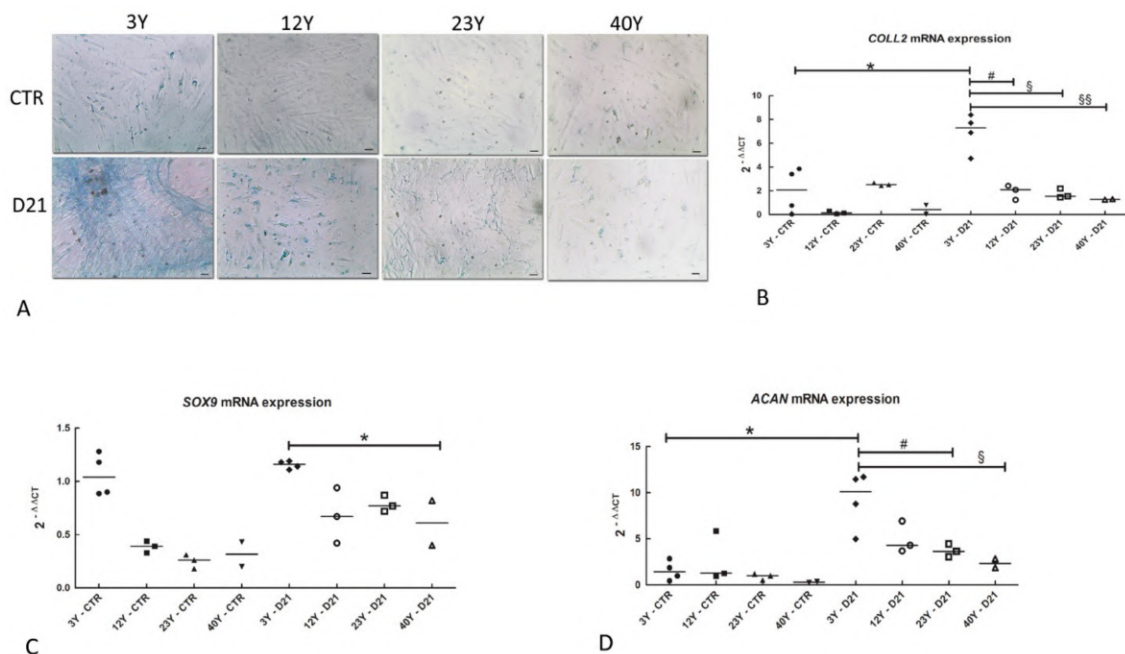 3Y 12Y 23Y 40Y
CTR
D21
A
COLL2 mRNA expression
*
#
§
§§
10
8
6
4
2
0
2 - ΔΔCT
3Y - CTR
12Y - CTR
23Y - CTR
40Y - CTR
3Y - D21
12Y - D21
23Y - D21
40Y - D21
B
SOX9 mRNA expression
*
1.5
1.0
0.5
0.0
2 - ΔΔCT
3Y - CTR
12Y - CTR
23Y - CTR
40Y - CTR
3Y - D21
12Y - D21
23Y - D21
40Y - D21
C
ACAN mRNA expression
*
#
§
15
10
5
0
2 - ΔΔCT
3Y - CTR
12Y - CTR
23Y - CTR
40Y - CTR
3Y - D21
12Y - D21
23Y - D21
40Y - D21
D